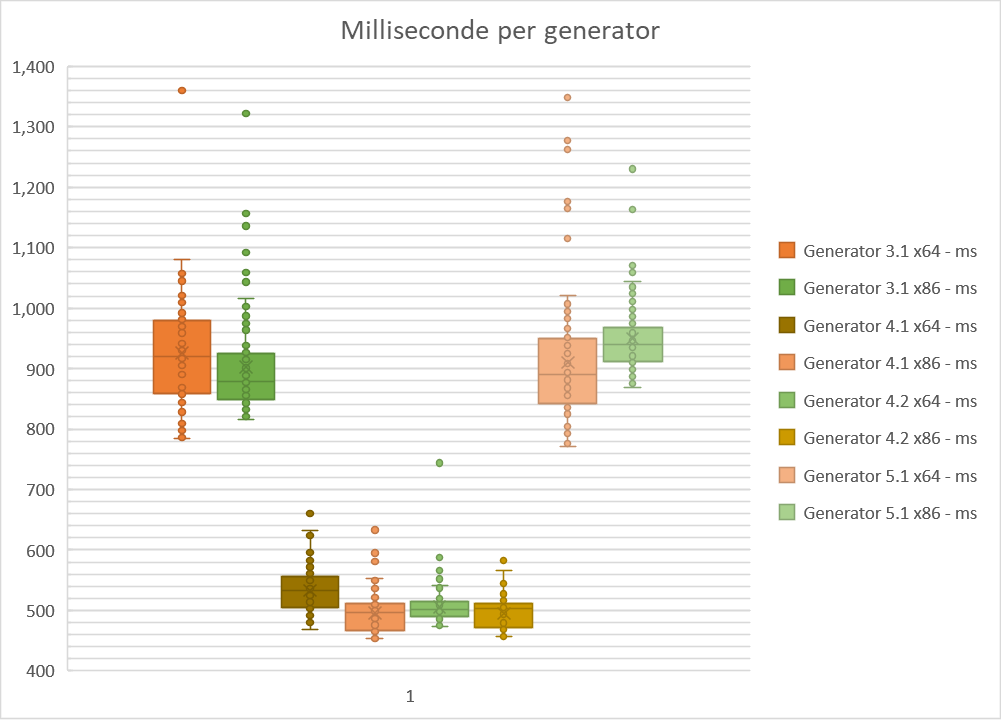 Milliseconde per generator
1,400
1,300
1,200
1,100
1,000
900
800
700
600
500
400
1
Generator 3.1 x64 - ms
Generator 3.1 x86 - ms
Generator 4.1 x64 - ms
Generator 4.1 x86 - ms
Generator 4.2 x64 - ms
Generator 4.2 x86 - ms
Generator 5.1 x64 - ms
Generator 5.1 x86 - ms